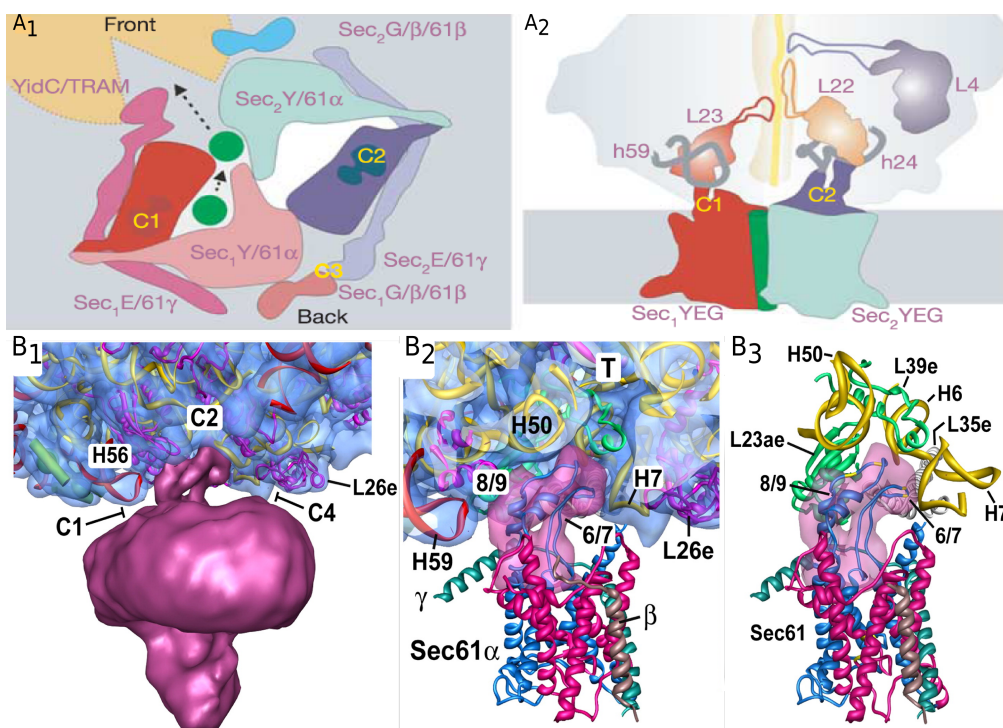 A1
Front
Sec2G/β/61β
YidC/TRAM
Sec2Y/61α
C2
C1
Sec1Y/61α
C3
Sec2E/61γ
Sec1E/61γ
Sec1G/β/61β
Back
A2
L22
L4
L23
h59
h24
C1
C2
Sec1YEG
Sec2YEG
B1
C2
H56
L26e
C1
C4
B2
T
H50
8/9
H7
6/7
L26e
H59
γ
β
Sec61α
B3
H50
L39e
H6
L35e
L23ae
8/9
H7
6/7
Sec61